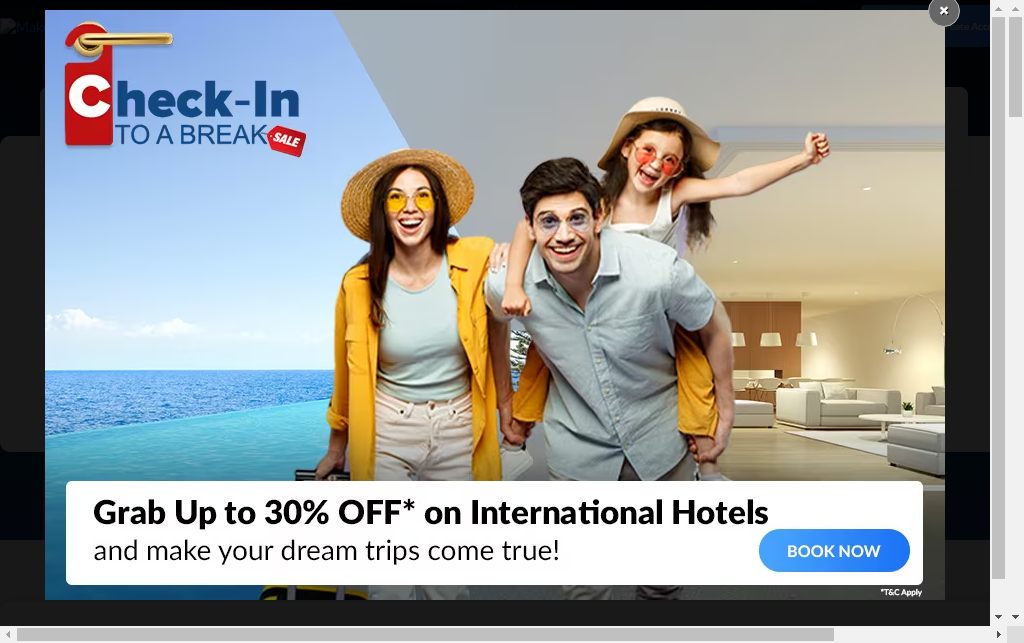 Check-In
TO A BREAK
SALE
Grab Up to 30% OFF* on International Hotels
and make your dream trips come true!
BOOK NOW
*T&C Apply